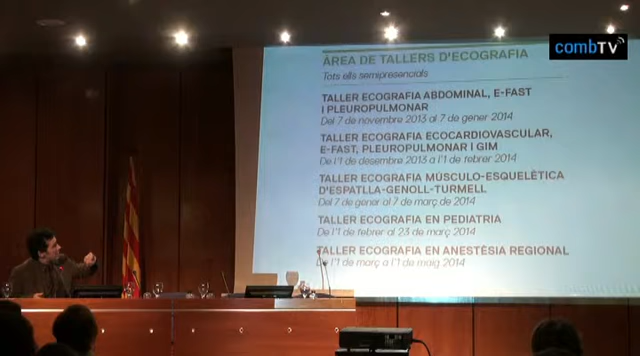 combTV
ÀREA DE TALLERS D'ECOGRAFIA
Tots ells semipresencials
TALLER ECOGRAFIA ABDOMINAL, E-FAST
I PLEUROPULMONAR
Del 7 de novembre 2013 al 7 de gener 2014
TALLER ECOGRAFIA ECOCARDIOVASCULAR,
E-FAST, PLEUROPULMONAR I GIM
De l'1 de desembre 2013 a l'1 de febrer 2014
TALLER ECOGRAFIA MÚSCULO-ESQUELÈTICA
D'ESPATLLA-GENOLL-TURMELL
Del 7 de gener al 7 de març de 2014
TALLER ECOGRAFIA EN PEDIATRIA
De l'1 de febrer al 23 de març 2014
TALLER ECOGRAFIA EN ANESTÈSIA REGIONAL
De l'1 de març a l'1 de maig 2014